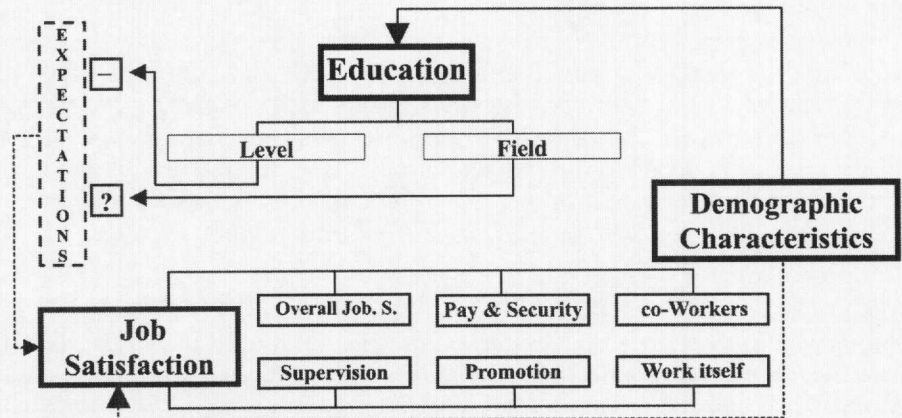 EXPECTATIONS
–
?
Education
Level
Field
Demographic
Characteristics
Job
Satisfaction
Overall Job. S.
Pay & Security
co-Workers
Supervision
Promotion
Work itself